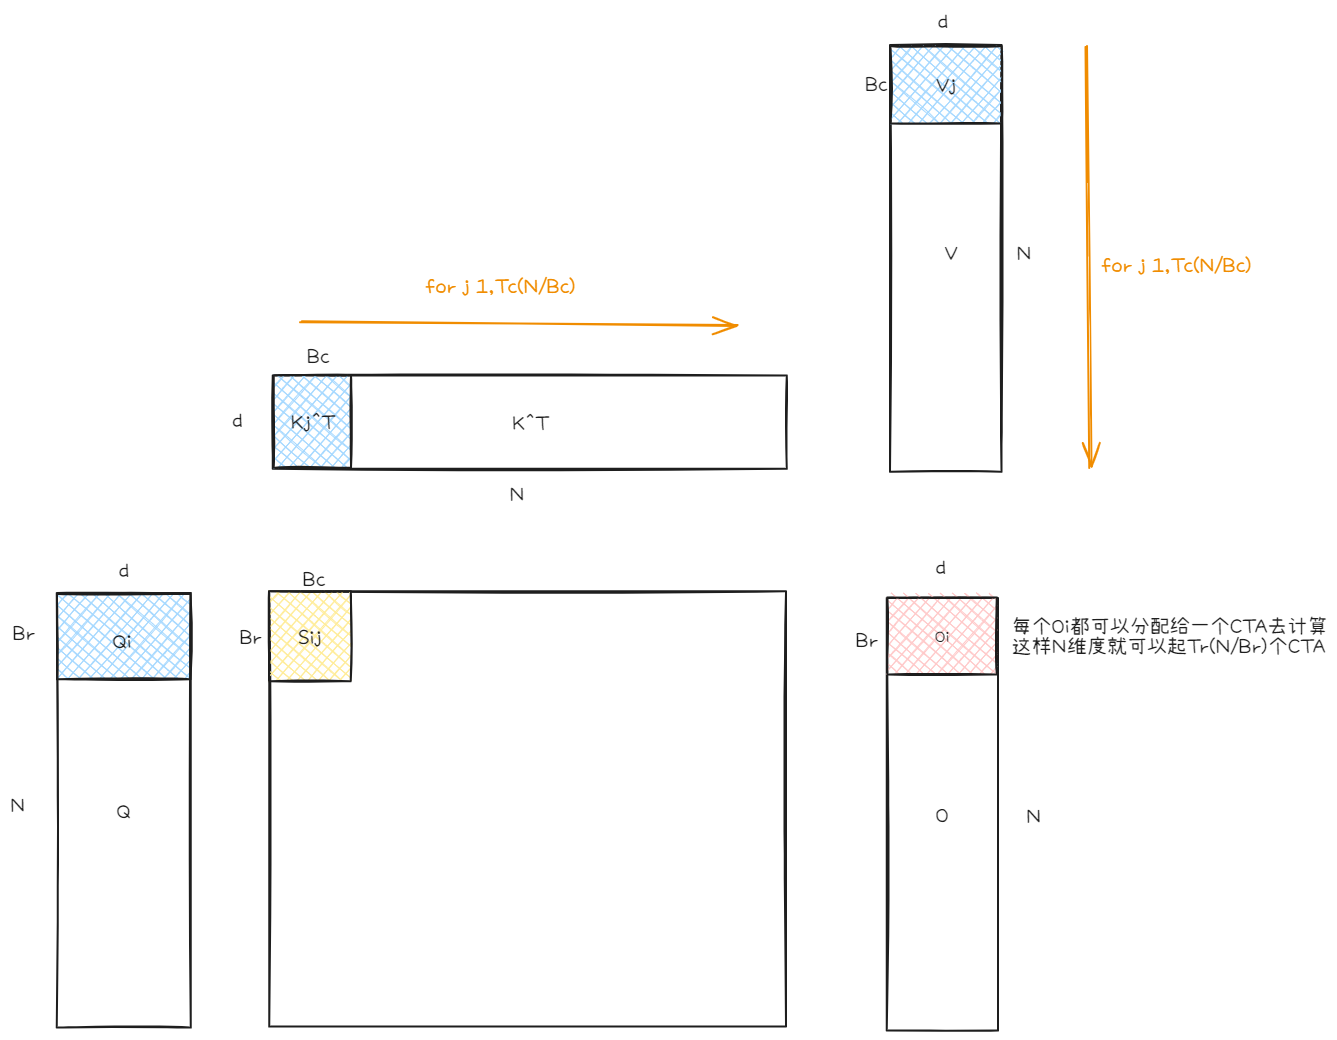 d
Bc
Vj
V
N
for j 1,Tc(N/Bc)
for j 1,Tc(N/Bc)
Bc
d
Kj^T
K^T
N
d
Br
Qi
N
Q
Bc
Br
Sij
d
Br
Oi
每个Oi都可以分配给一个CTA去计算
这样N维度就可以起Tr(N/Br)个CTA
O
N